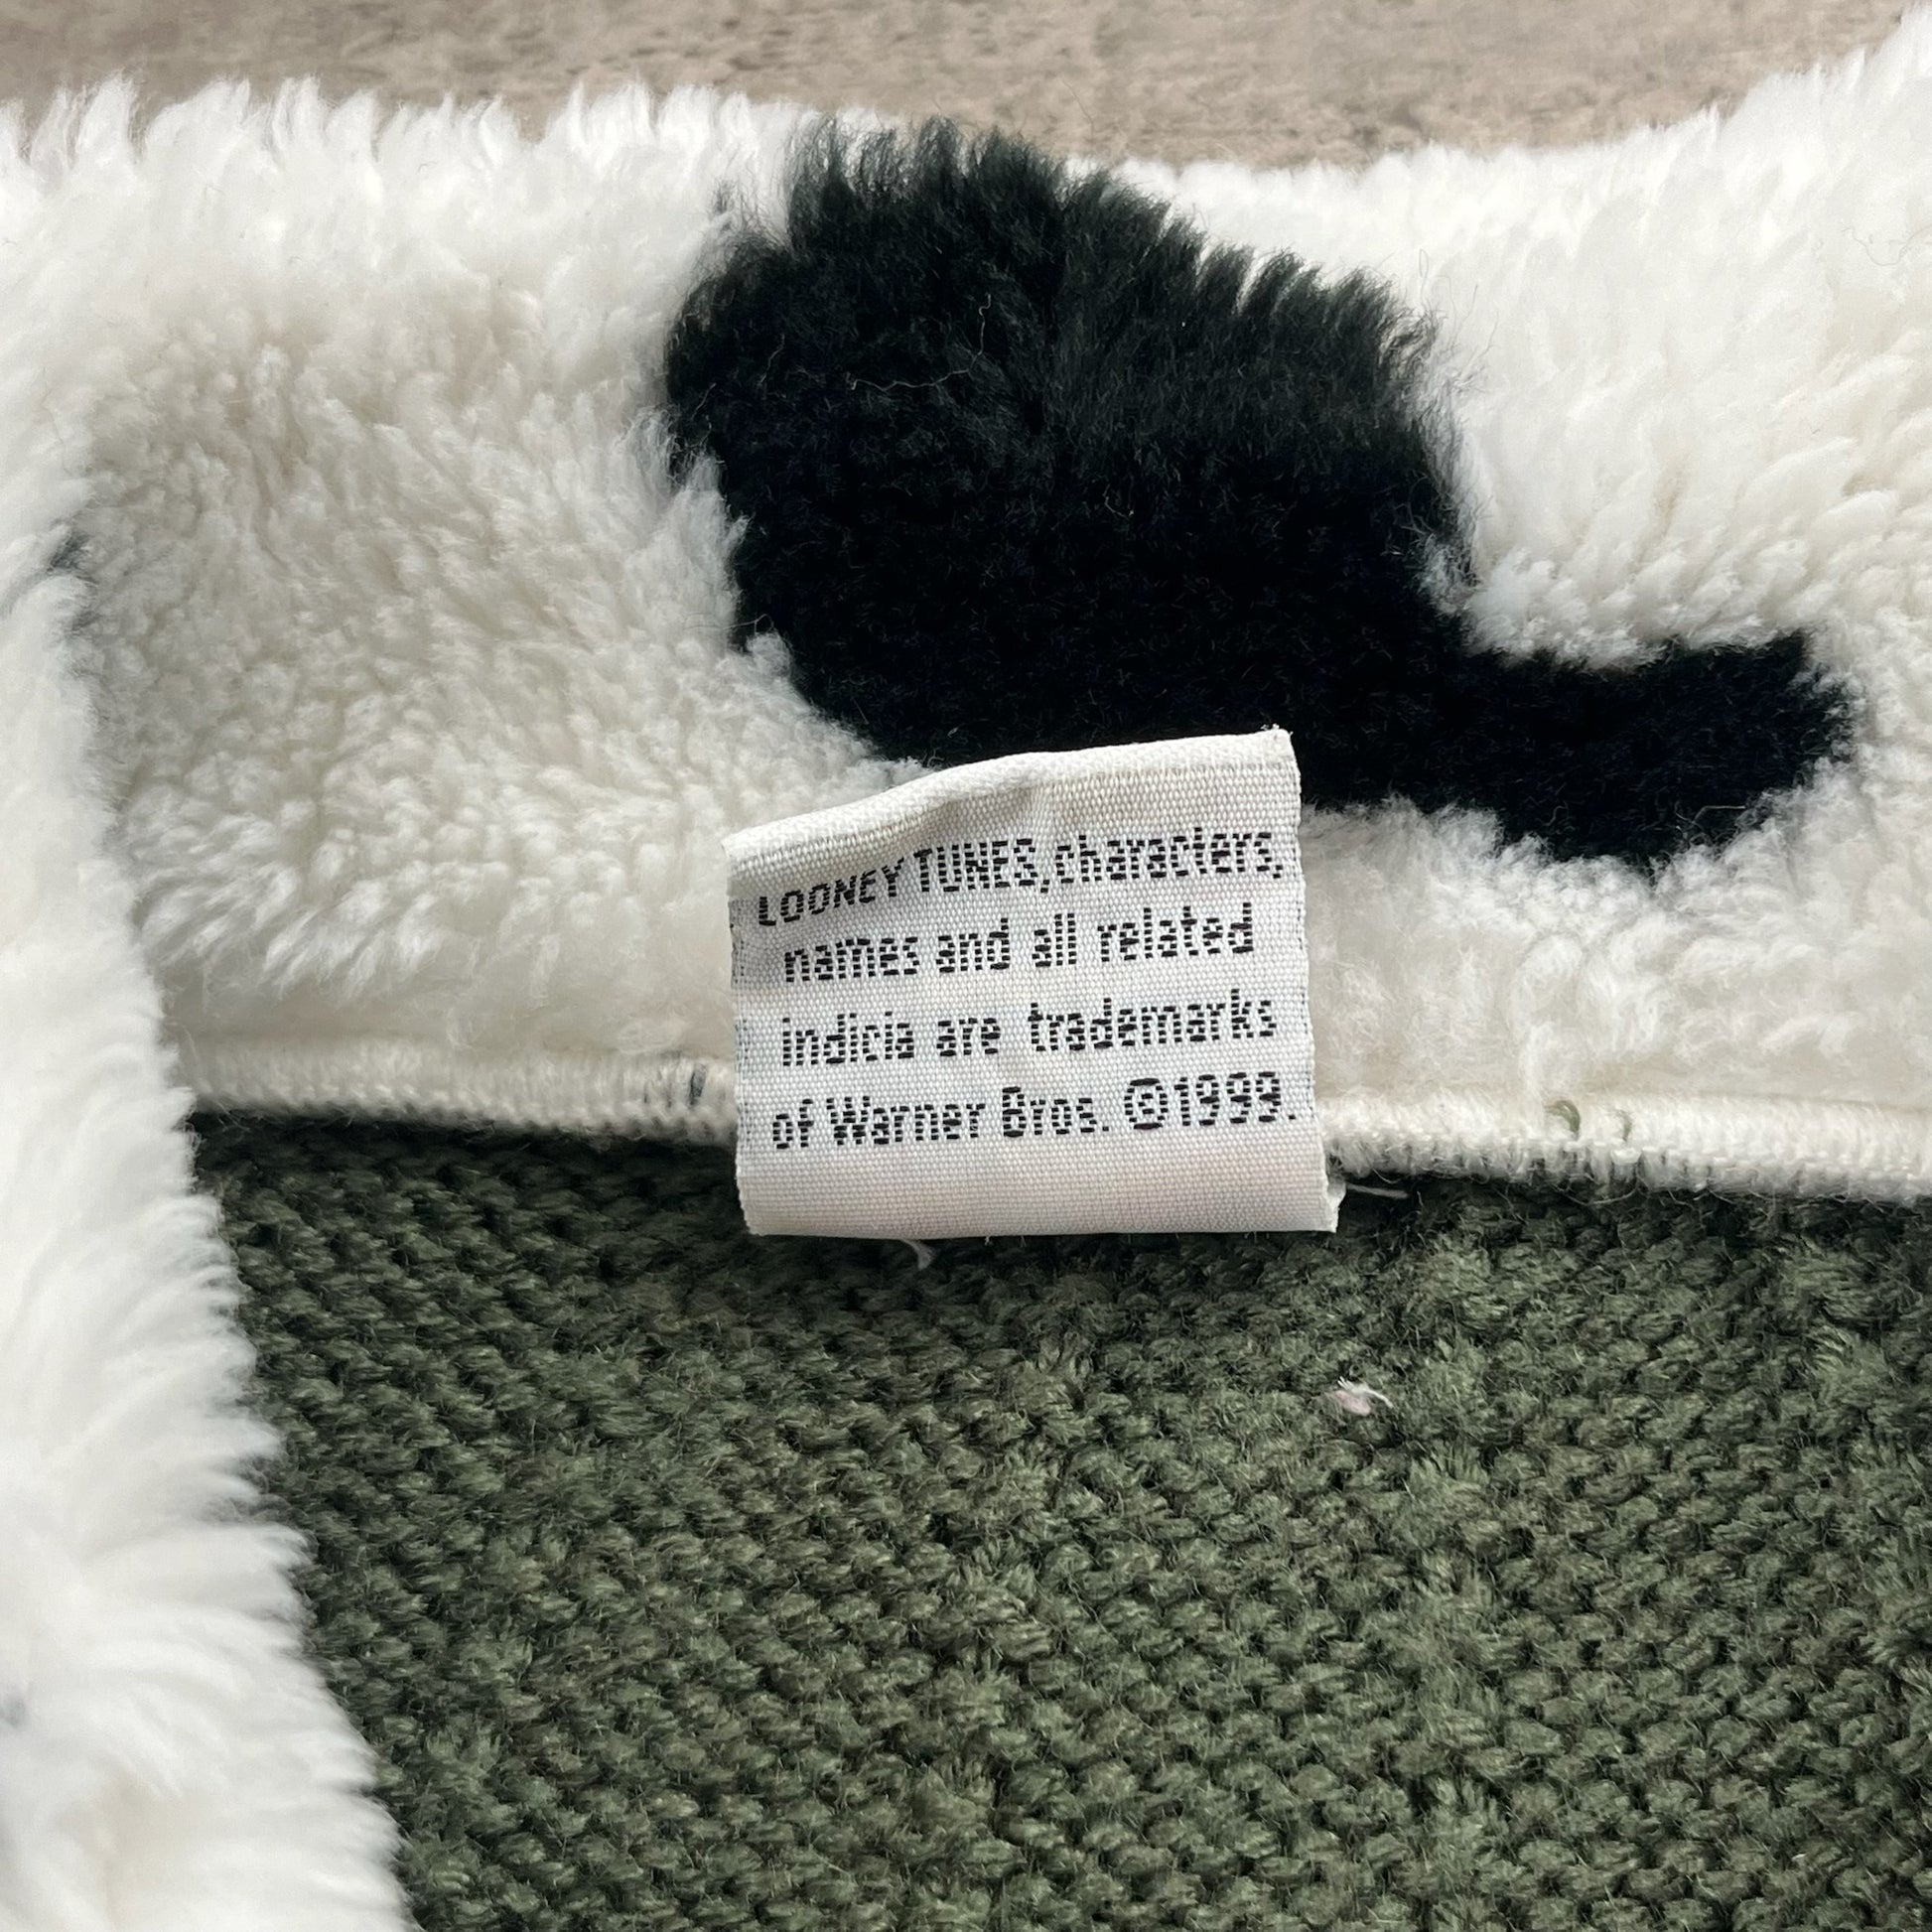 LOONEY TUNES, characters,
names and all related
indicia are trademarks
of Warner Bros. ©1999.